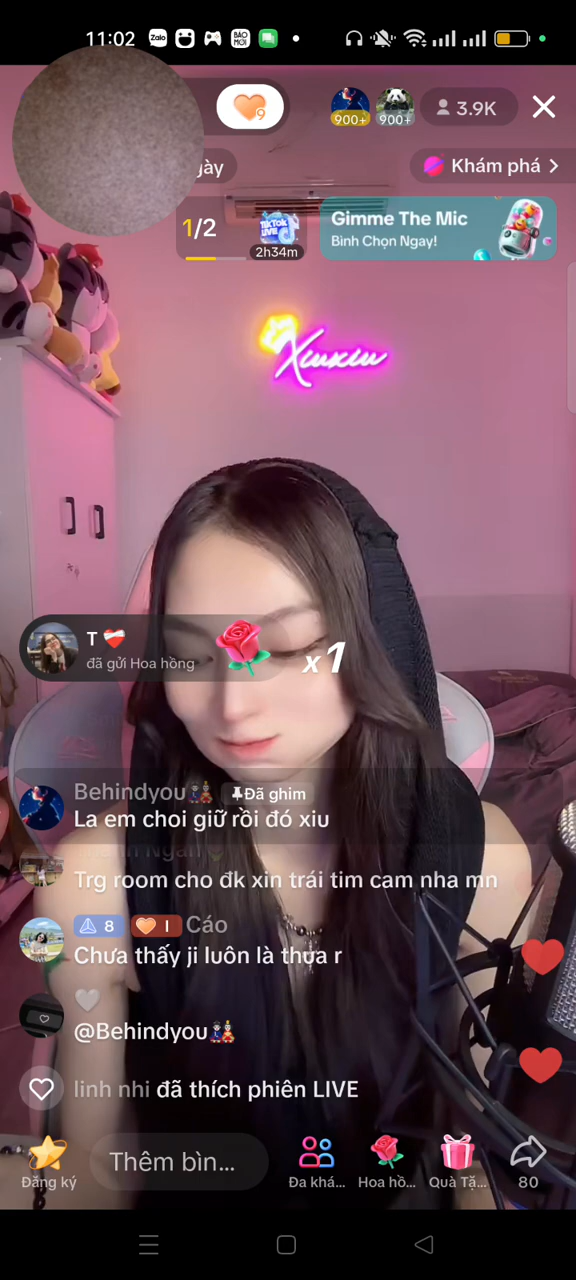 11:02
Zalo
BÁO MỚI
9
900+
900+
3.9K
gày
Khám phá
1/2
TikTok LIVE
2h34m
Gimme The Mic
Bình Chọn Ngay!
Xiuxiu
T
đã gửi Hoa hồng
x1
Behindyou Đã ghim
La em choi giữ rồi đó xiu
Trg room cho đk xin trái tim cam nha mn
8 I Cáo
Chưa thấy ji luôn là thua r
@Behindyou
linh nhi đã thích phiên LIVE
Đăng ký
Thêm bìn...
Đa khá...
Hoa hồ...
Quà Tặ...
80